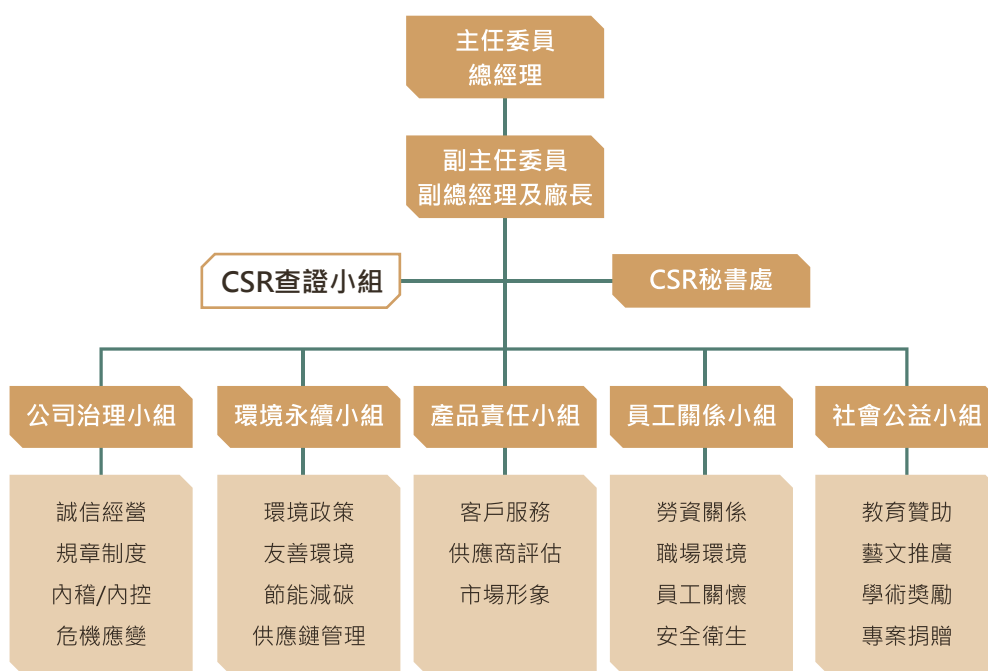 主任委員
總經理
副主任委員
副總經理及廠長
CSR查證小組
CSR秘書處
公司治理小組
環境永續小組
產品責任小組
員工關係小組
社會公益小組
誠信經營
規章制度
內稽/內控
危機應變
環境政策
友善環境
節能減碳
供應鏈管理
客戶服務
供應商評估
市場形象
勞資關係
職場環境
員工關懷
安全衛生
教育贊助
藝文推廣
學術獎勵
專案捐贈